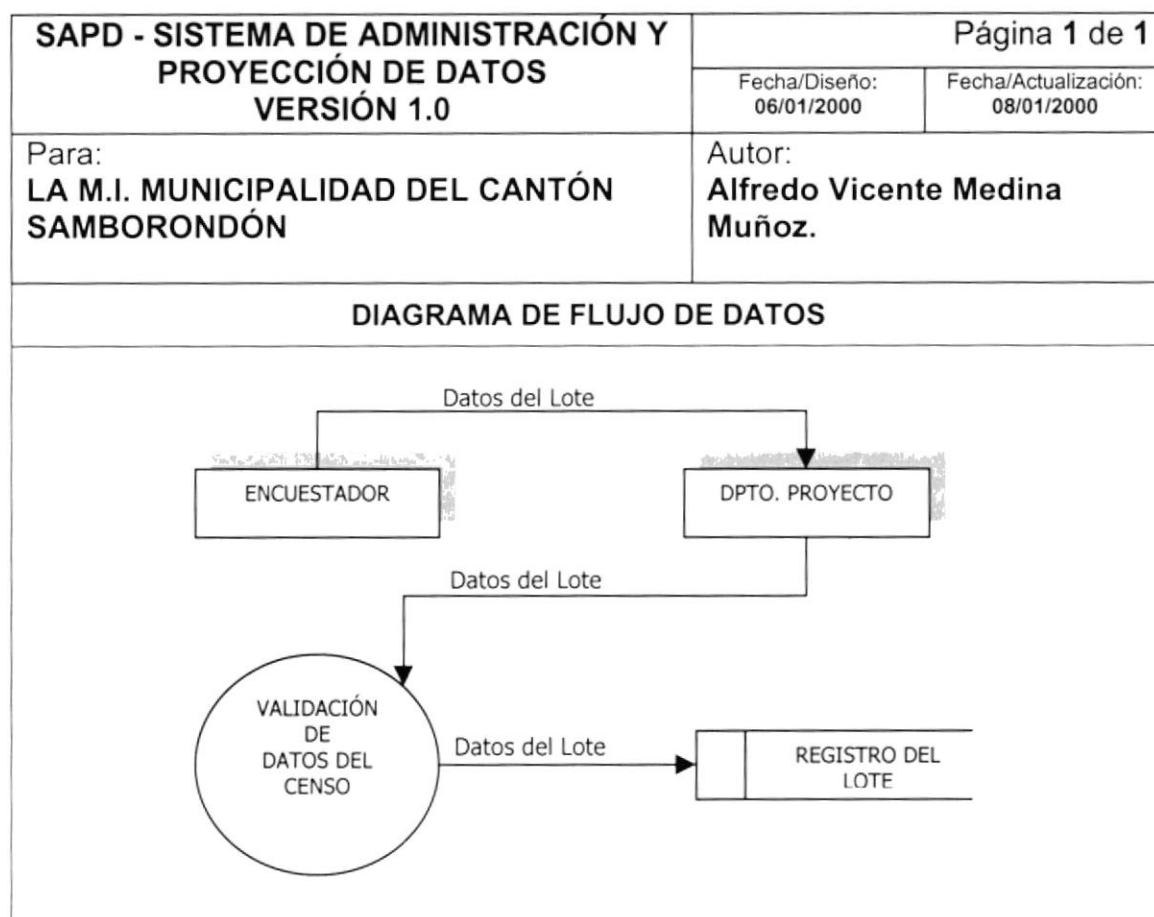 SAPD - SISTEMA DE ADMINISTRACIÓN Y
PROYECCIÓN DE DATOS
VERSIÓN 1.0
Página 1 de 1
Fecha/Diseño:
06/01/2000
Fecha/Actualización:
08/01/2000
Para:
LA M.I. MUNICIPALIDAD DEL CANTÓN
SAMBORONDÓN
Autor:
Alfredo Vicente Medina
Muñoz.
DIAGRAMA DE FLUJO DE DATOS
Datos del Lote
ENCUESTADOR
DPTO. PROYECTO
Datos del Lote
VALIDACIÓN
DE
DATOS DEL
CENSO
Datos del Lote
REGISTRO DEL
LOTE